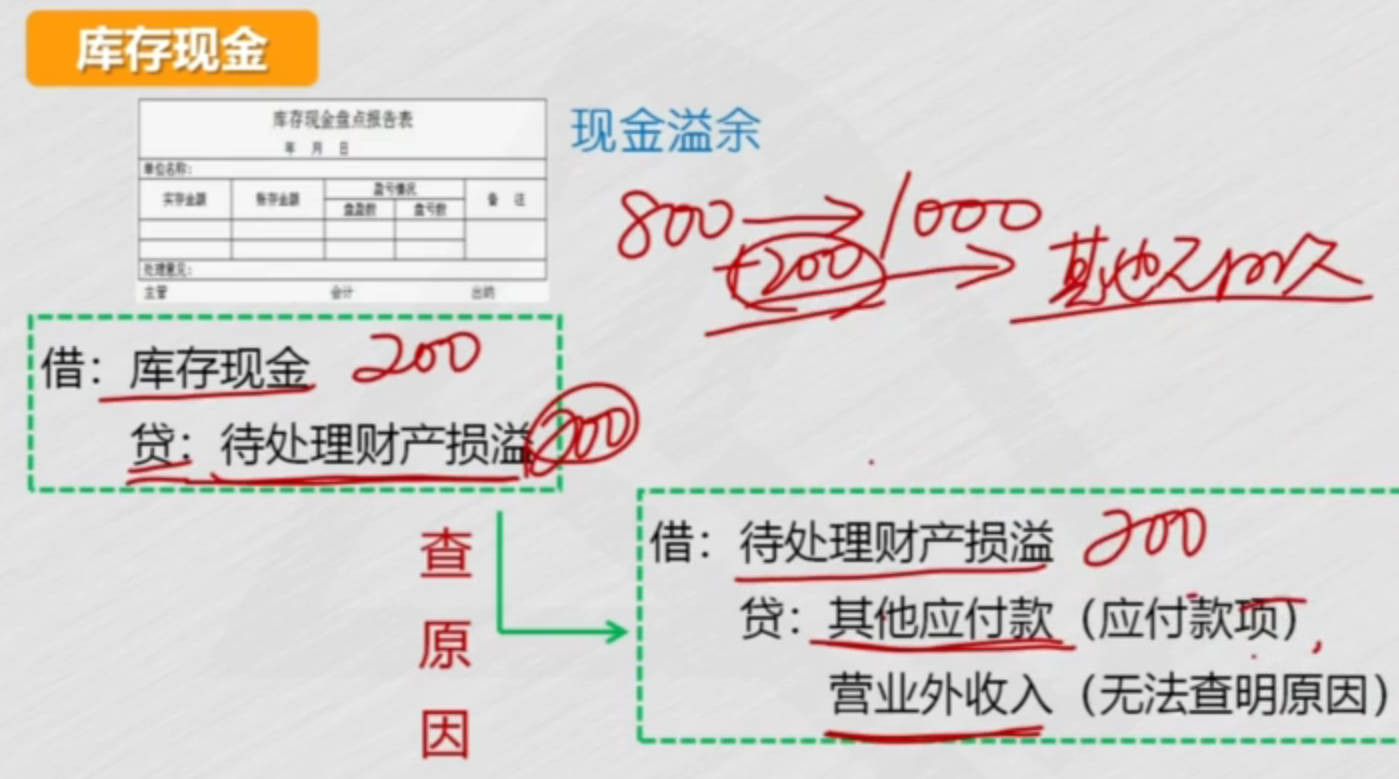 库存现金
库存现金盘点报告表
年 月 日
单位名称:
实存金额 账存金额 盈亏情况 备 注
盘盈数 盘亏数
处理意见:
主管 会计 出纳
现金溢余
800 → 1000
+200 →
借：库存现金 200
贷：待处理财产损溢 200
查原因
借：待处理财产损溢 200
贷：其他应付款（应付款项）
营业外收入（无法查明原因）